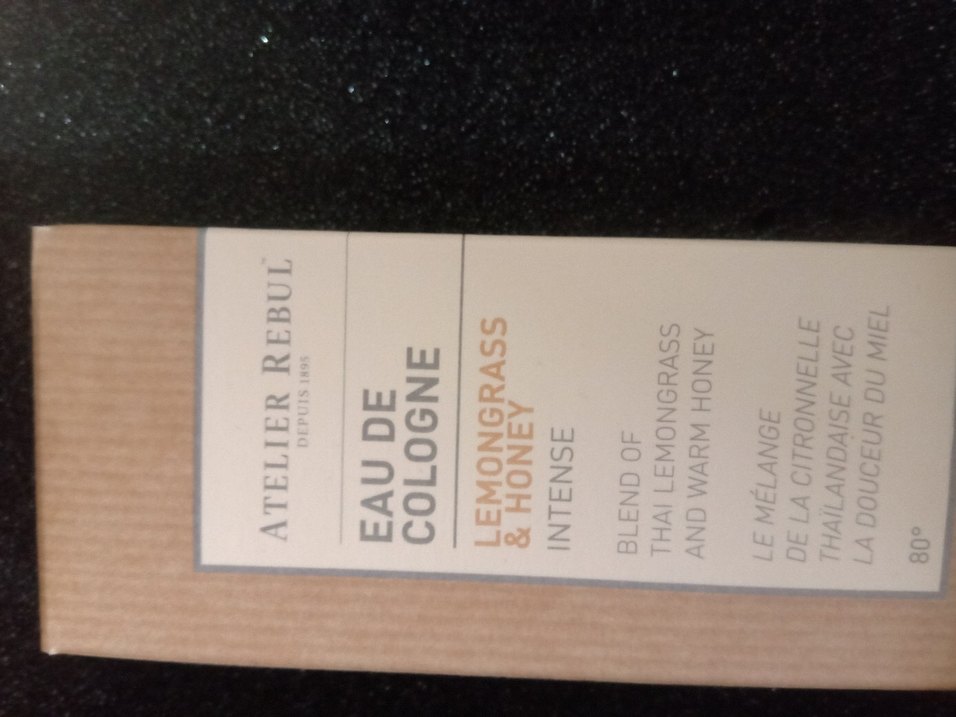 ATELIER REBUL™
DEPUIS 1895
EAU DE
COLOGNE
LEMONGRASS
& HONEY
INTENSE
BLEND OF
THAI LEMONGRASS
AND WARM HONEY
LE MÉLANGE
DE LA CITRONNELLE
THAÏLANDAISE AVEC
LA DOUCEUR DU MIEL
80°